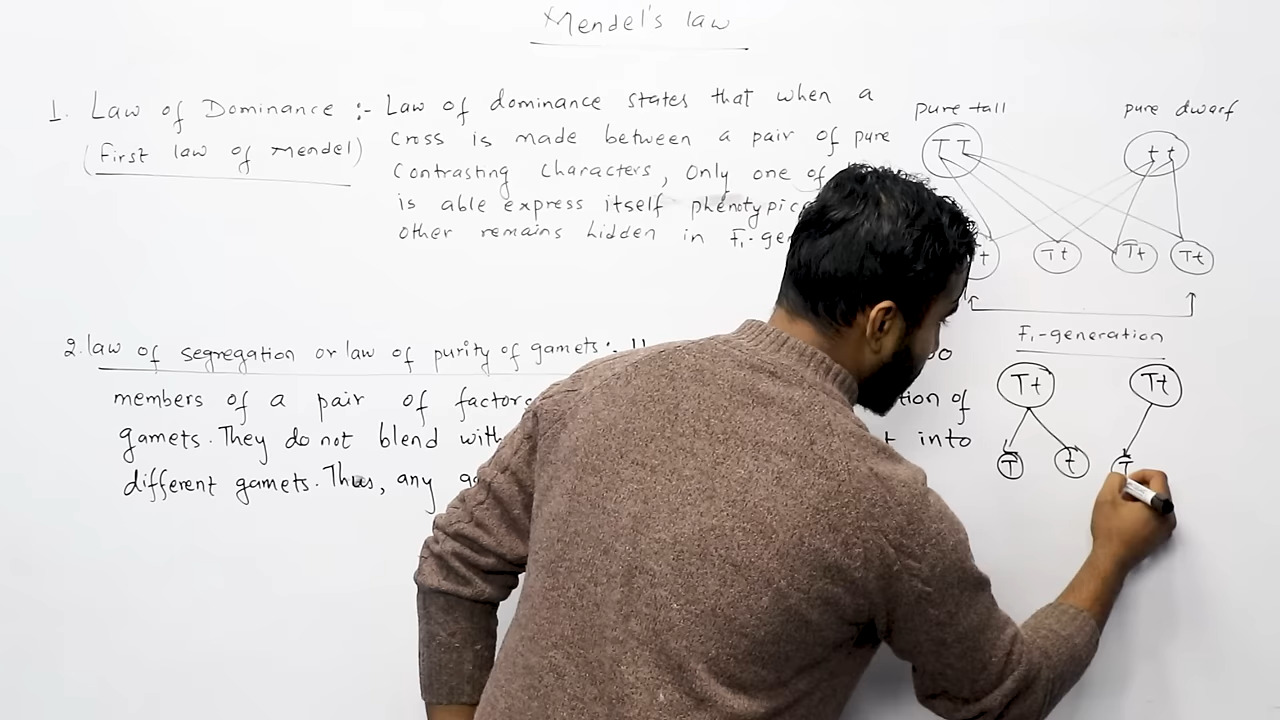 Mendel's law
1. Law of Dominance :- Law of dominance states that when a
(First law of Mendel) cross is made between a pair of pure
contrasting characters, Only one of
is able express itself
other remains hidden in F₁-
pure tall pure dwarf
TT tt
t Tt Tt Tt
F₁-generation
2. law of segregation or law of purity of gamets:-
members of a pair of factors of
gamets. They do not blend with into
different gamets. Thus, any
Tt Tt
T t T